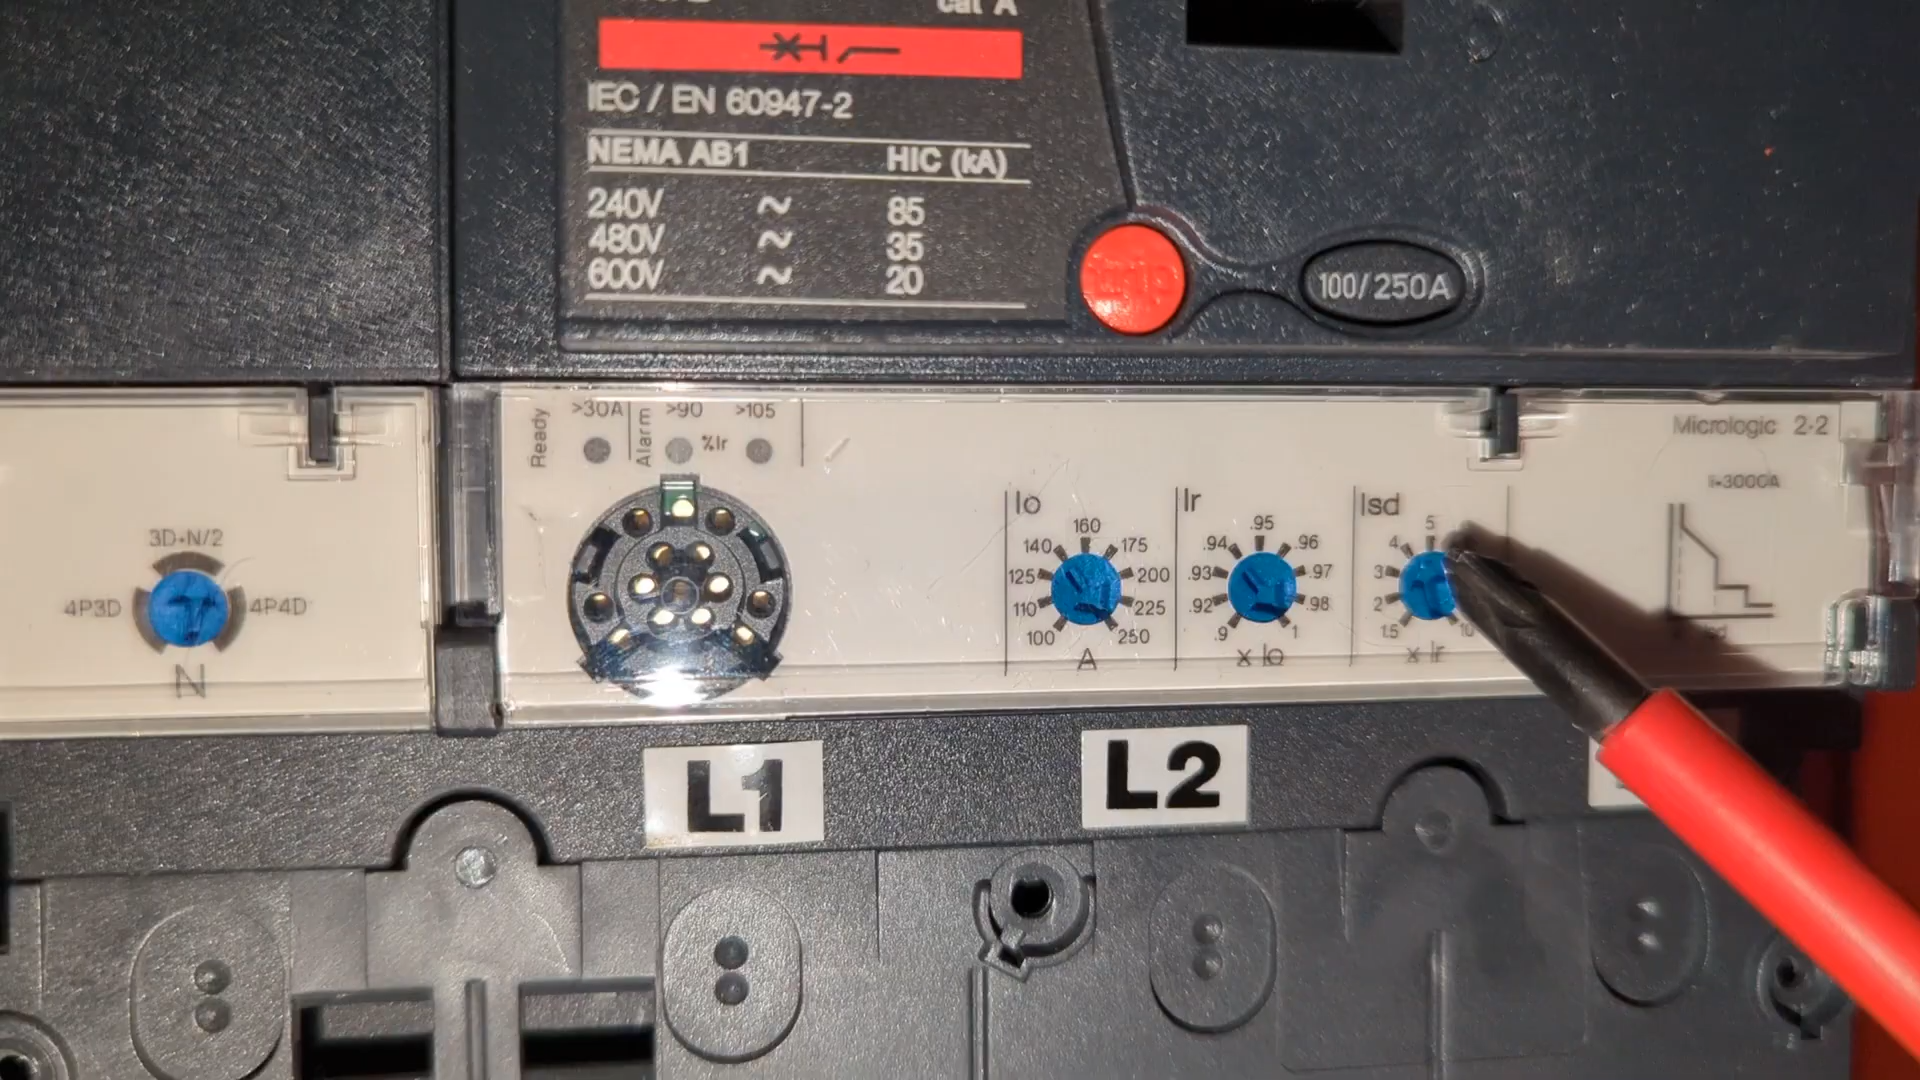 cat A
IEC / EN 60947-2
NEMA AB1 HIC (kA)
240V ~ 85
480V ~ 35
600V ~ 20
100/250A
Ready >30A Alarm >90 %Ir >105
Micrologic 2.2
Ii=3000A
Io
160
140 175
125 200
110 225
100 250
A
Ir
.95
.94 .96
.93 .97
.92 .98
.9 1
x Io
Isd
5
4
3
2
1.5 10
x Ir
3D+N/2
4P3D 4P4D
N
L1
L2